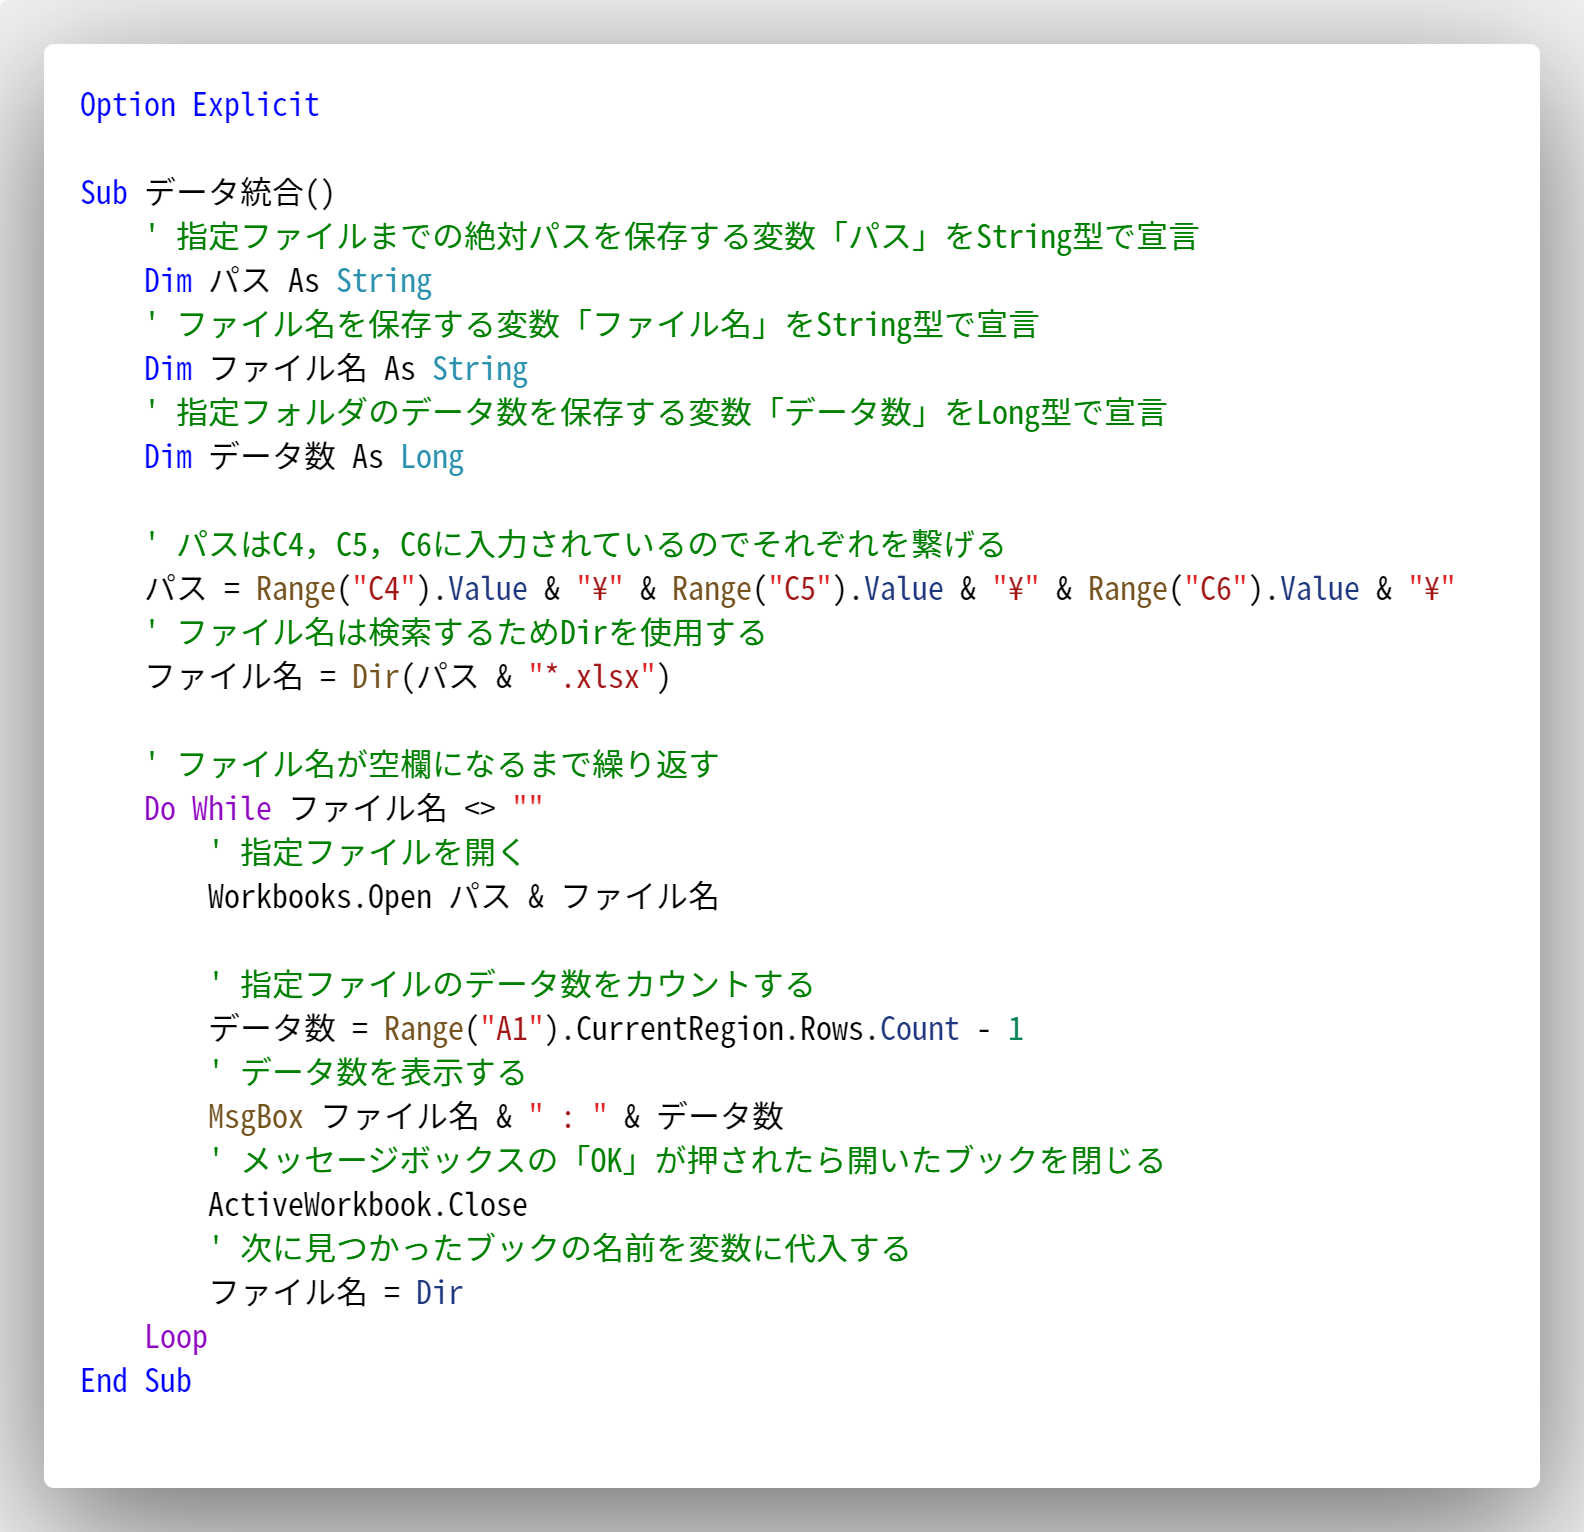 Option Explicit

Sub データ統合()
    ' 指定ファイルまでの絶対パスを保存する変数「パス」をString型で宣言
    Dim パス As String
    ' ファイル名を保存する変数「ファイル名」をString型で宣言
    Dim ファイル名 As String
    ' 指定フォルダのデータ数を保存する変数「データ数」をLong型で宣言
    Dim データ数 As Long

    ' パスはC4，C5，C6に入力されているのでそれぞれを繋げる
    パス = Range("C4").Value & "¥" & Range("C5").Value & "¥" & Range("C6").Value & "¥"
    ' ファイル名は検索するためDirを使用する
    ファイル名 = Dir(パス & "*.xlsx")

    ' ファイル名が空欄になるまで繰り返す
    Do While ファイル名 <> ""
        ' 指定ファイルを開く
        Workbooks.Open パス & ファイル名

        ' 指定ファイルのデータ数をカウントする
        データ数 = Range("A1").CurrentRegion.Rows.Count - 1
        ' データ数を表示する
        MsgBox ファイル名 & " : " & データ数
        ' メッセージボックスの「OK」が押されたら開いたブックを閉じる
        ActiveWorkbook.Close
        ' 次に見つかったブックの名前を変数に代入する
        ファイル名 = Dir
    Loop
End Sub